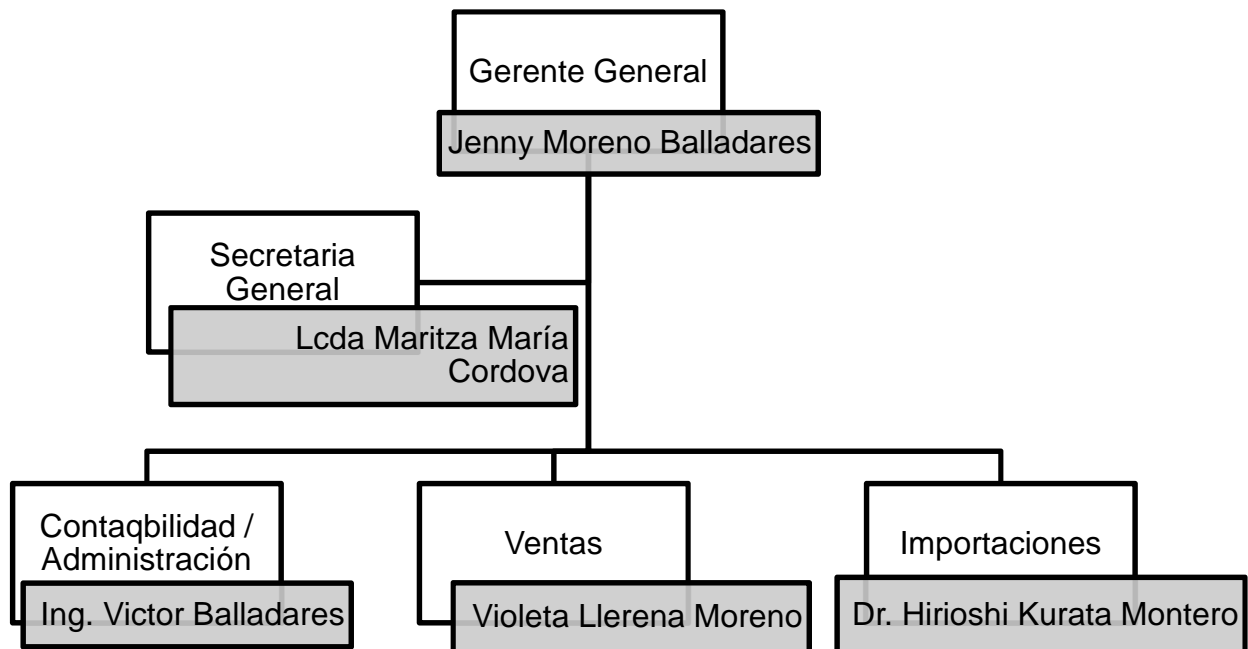 Gerente General
Jenny Moreno Balladares
Secretaria
General
Lcda Maritza María
Cordova
Contaqbilidad /
Administración
Ing. Victor Balladares
Ventas
Violeta Llerena Moreno
Importaciones
Dr. Hirioshi Kurata Montero